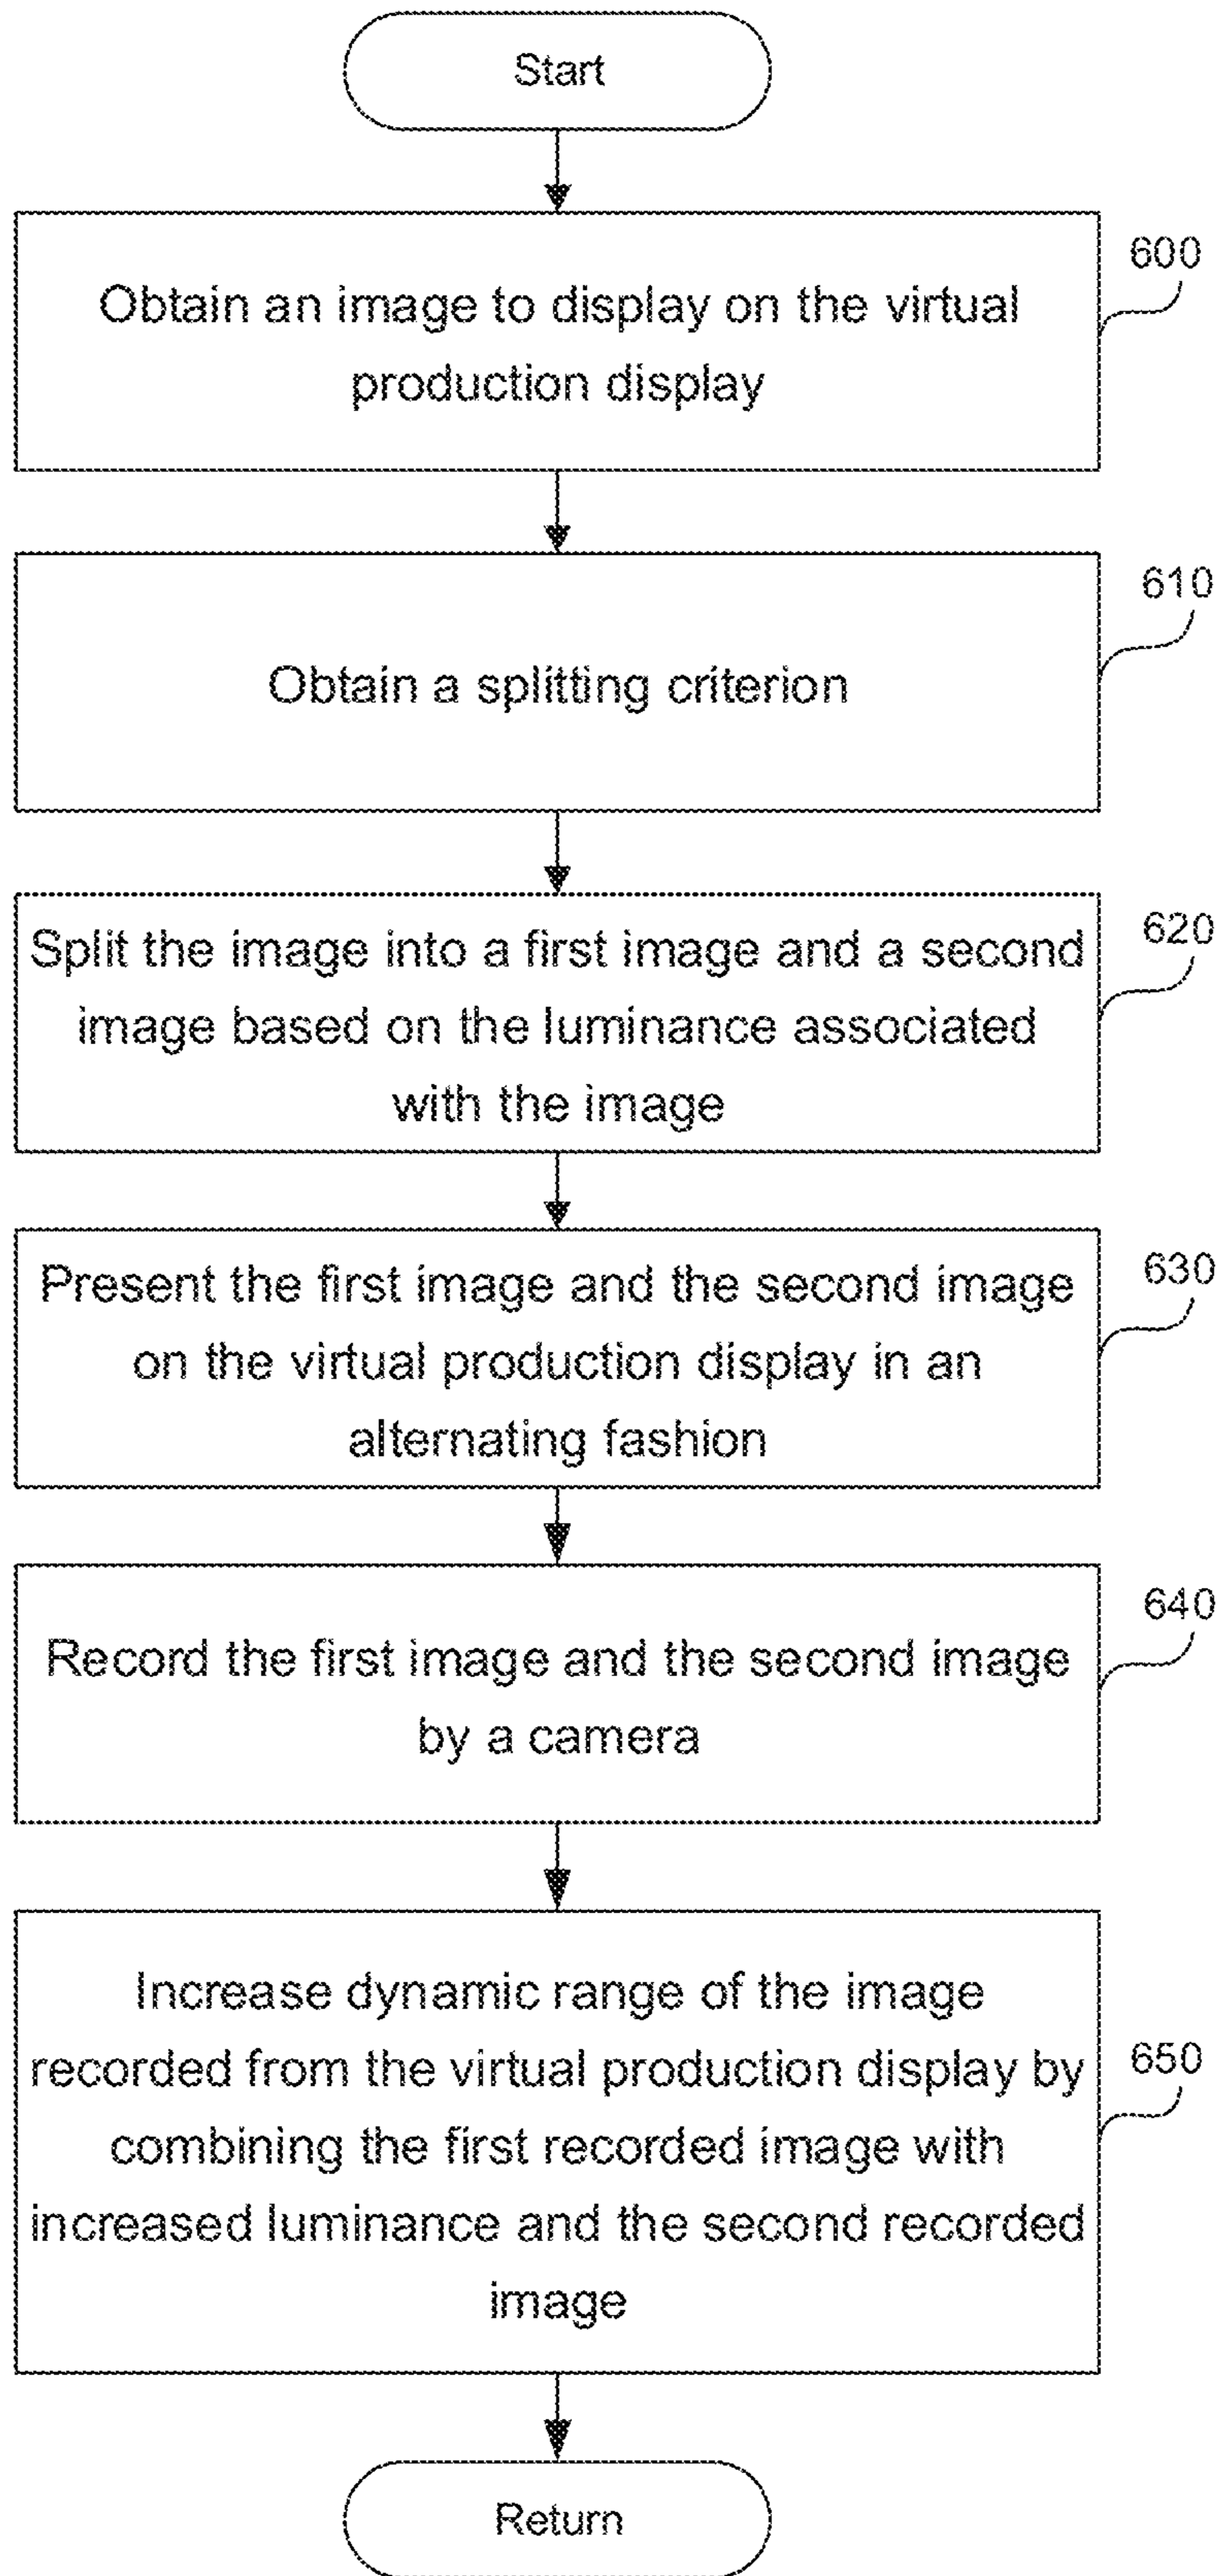 Start
600
Obtain an image to display on the virtual
production display
610
Obtain a splitting criterion
620
Split the image into a first image and a second
image based on the luminance associated
with the image
630
Present the first image and the second image
on the virtual production display in an
alternating fashion
640
Record the first image and the second image
by a camera
650
Increase dynamic range of the image
recorded from the virtual production display by
combining the first recorded image with
increased luminance and the second recorded
image
Return